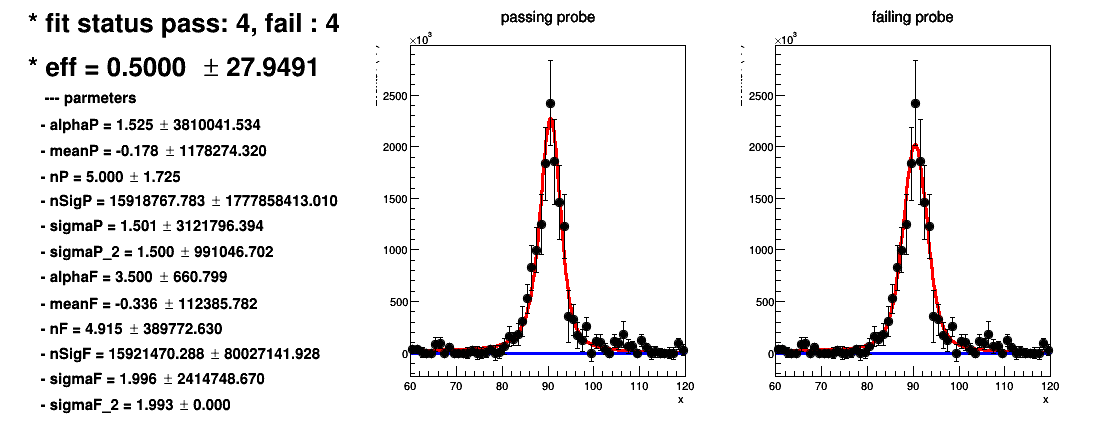 * fit status pass: 4, fail : 4
* eff = 0.5000 ± 27.9491
--- parmeters
- alphaP = 1.525 ± 3810041.534
- meanP = -0.178 ± 1178274.320
- nP = 5.000 ± 1.725
- nSigP = 15918767.783 ± 1777858413.010
- sigmaP = 1.501 ± 3121796.394
- sigmaP_2 = 1.500 ± 991046.702
- alphaF = 3.500 ± 660.799
- meanF = -0.336 ± 112385.782
- nF = 4.915 ± 389772.630
- nSigF = 15921470.288 ± 80027141.928
- sigmaF = 1.996 ± 2414748.670
- sigmaF_2 = 1.993 ± 0.000
passing probe
×10³
2500
2000
1500
1000
500
0
60 70 80 90 100 110 120
x
failing probe
×10³
2500
2000
1500
1000
500
0
60 70 80 90 100 110 120
x